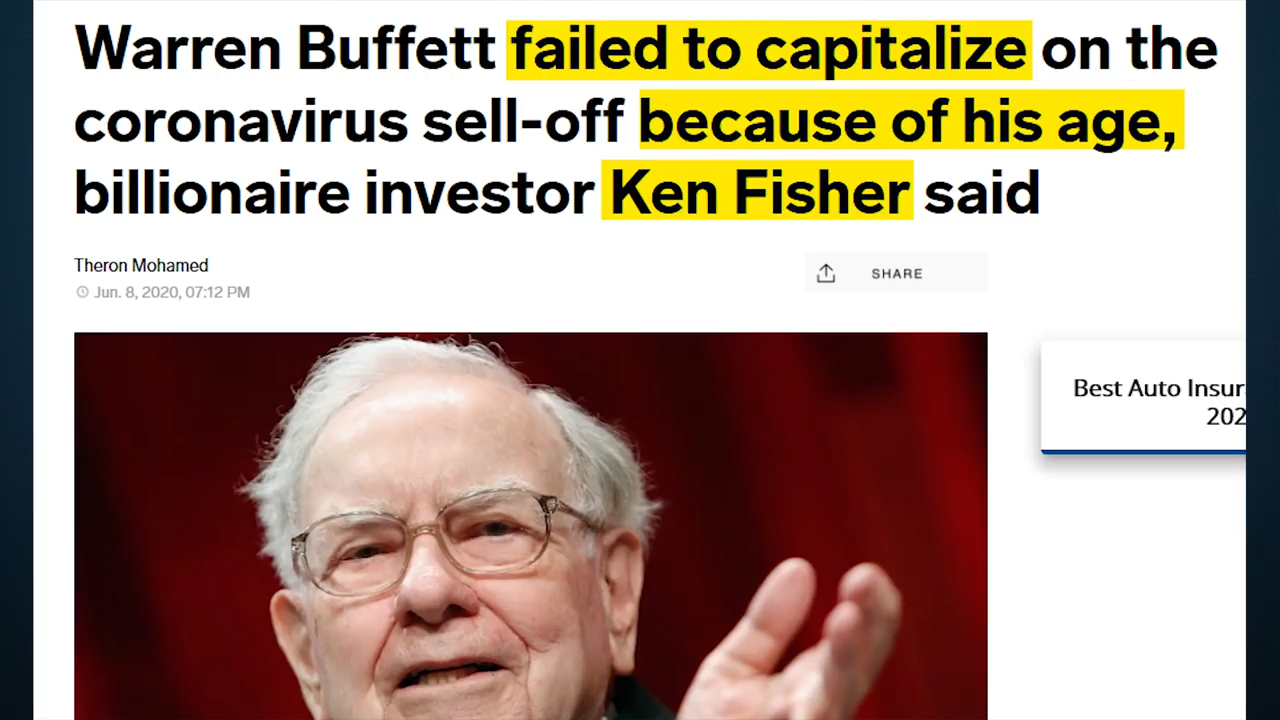 Warren Buffett failed to capitalize on the
coronavirus sell-off because of his age,
billionaire investor Ken Fisher said
Theron Mohamed
Jun. 8, 2020, 07:12 PM
SHARE
Best Auto Insur
202